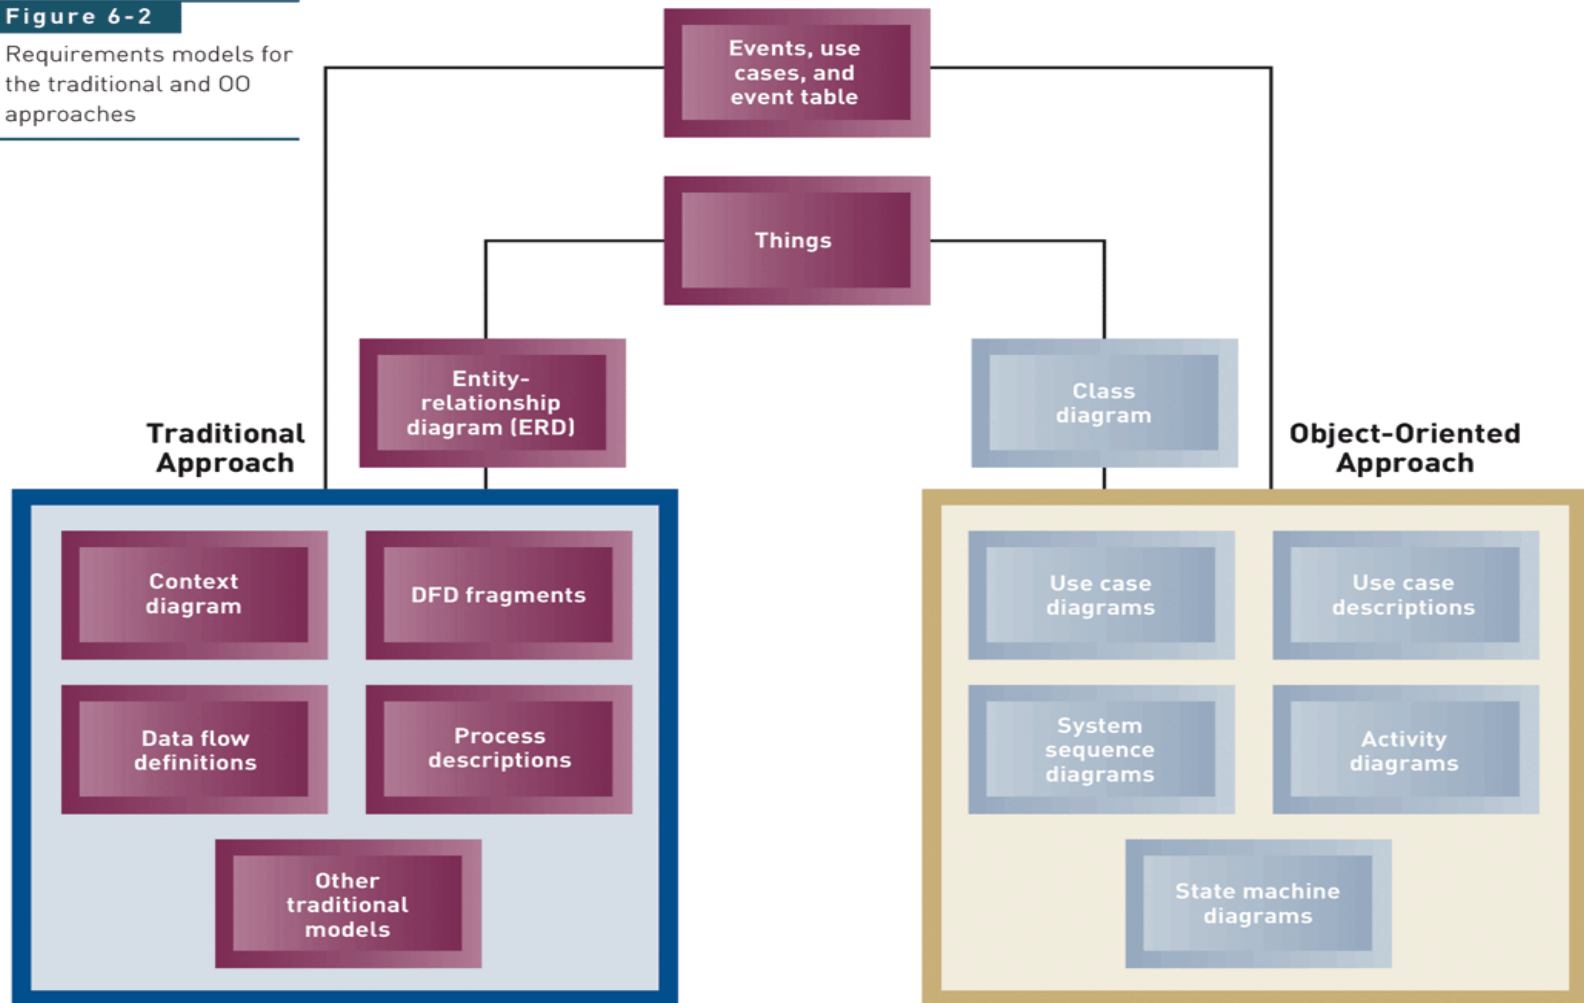 Figure 6-2
Requirements models for
the traditional and OO
approaches
Events, use
cases, and
event table
Things
Entity-
relationship
diagram (ERD)
Class
diagram
Traditional
Approach
Object-Oriented
Approach
Context
diagram
DFD fragments
Use case
diagrams
Use case
descriptions
Data flow
definitions
Process
descriptions
System
sequence
diagrams
Activity
diagrams
Other
traditional
models
State machine
diagrams